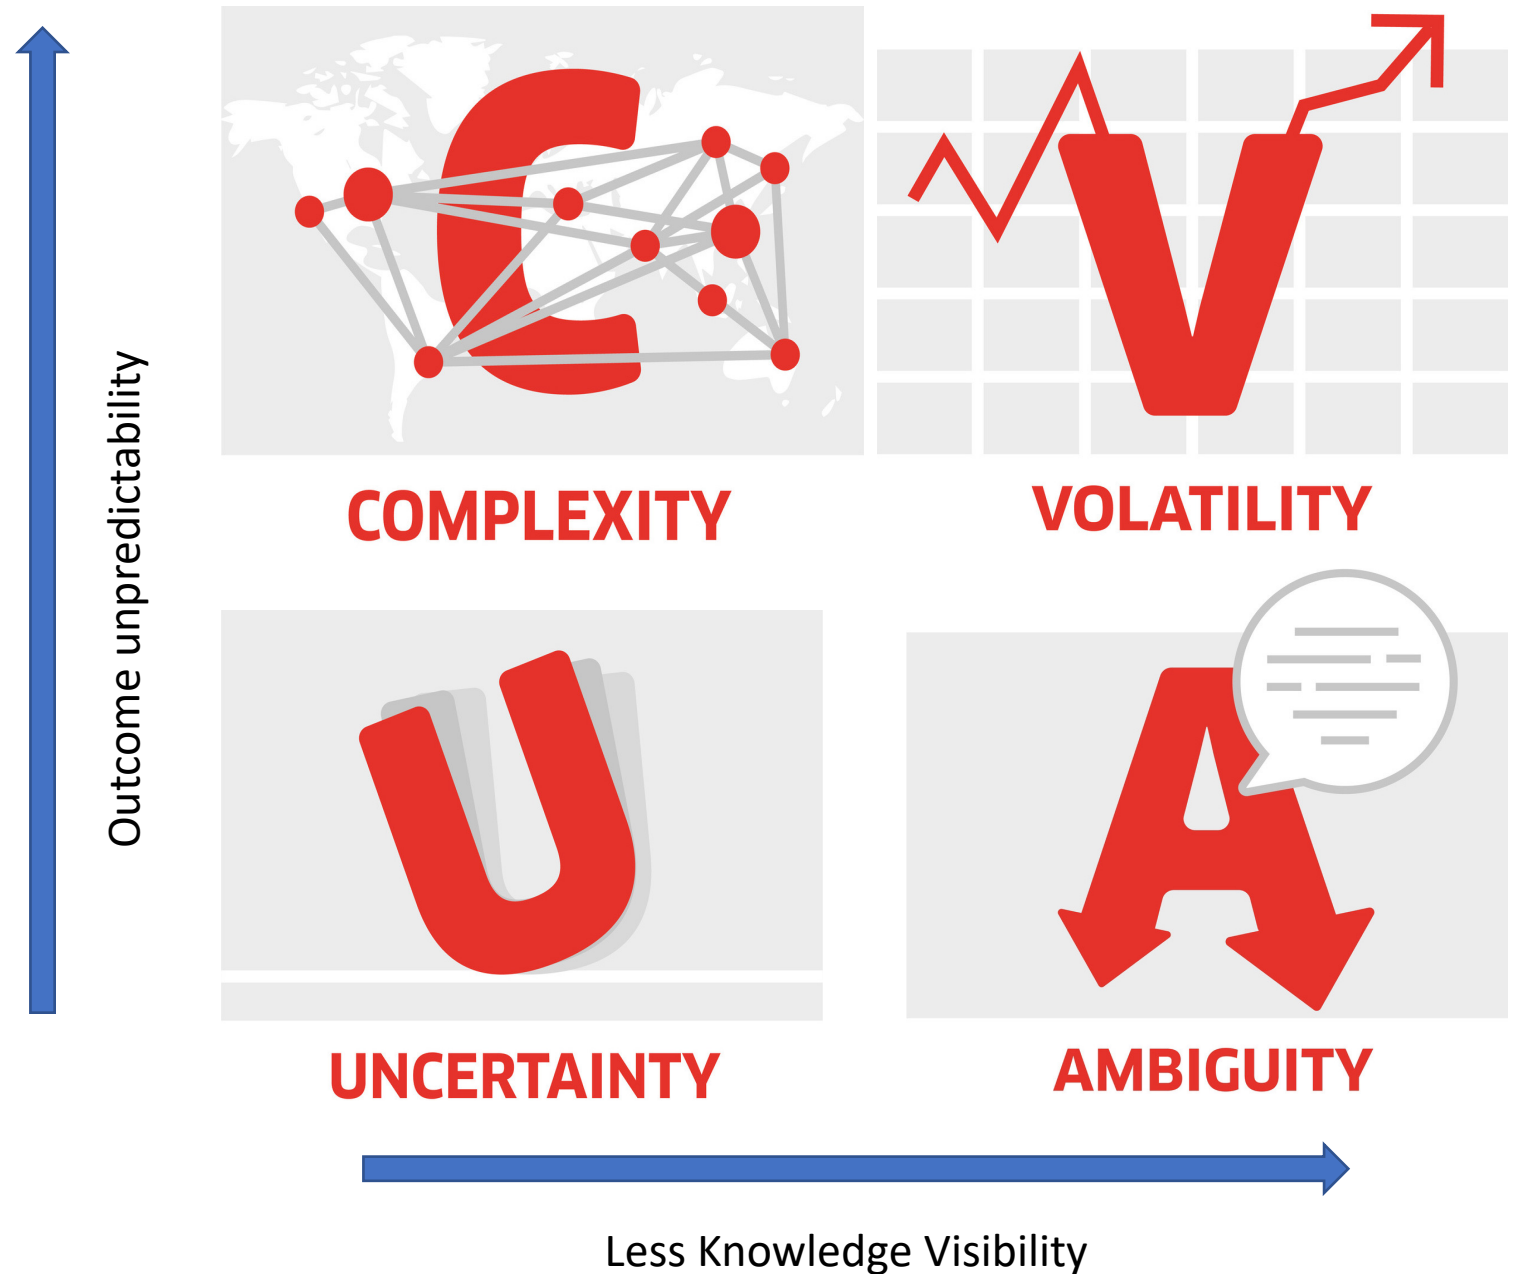 C
V
COMPLEXITY
VOLATILITY
Outcome unpredictability
U
A
UNCERTAINTY
AMBIGUITY
Less Knowledge Visibility